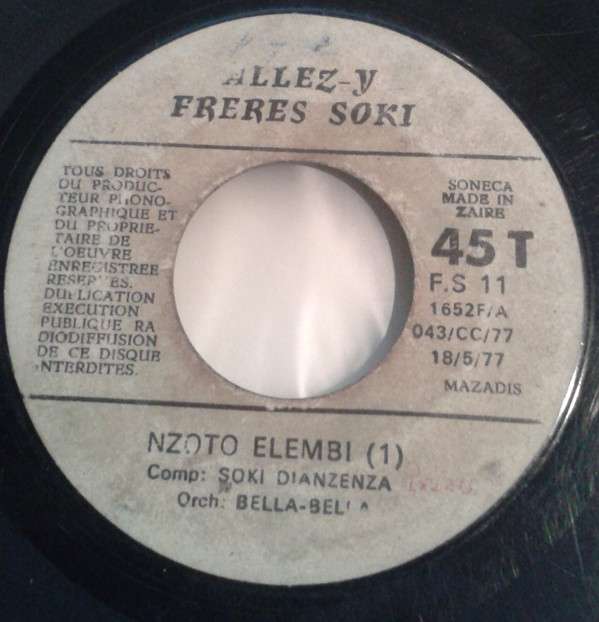 ALLEZ-Y
FRERES SOKI
TOUS DROITS
DU PRODUC-
TEUR PHONO-
GRAPHIQUE ET
DU PROPRIE-
TAIRE DE
L'OEUVRE
ENREGISTREE
RESERVES.
DUPLICATION
EXECUTION
PUBLIQUE RA
DIODIFFUSION
DE CE DISQUE
INTERDITES.
SONECA
MADE IN
ZAIRE
45 T
F.S 11
1652F/A
043/CC/77
18/5/77
MAZADIS
NZOTO ELEMBI (1)
Comp: SOKI DIANZENZA
Orch: BELLA-BELLA